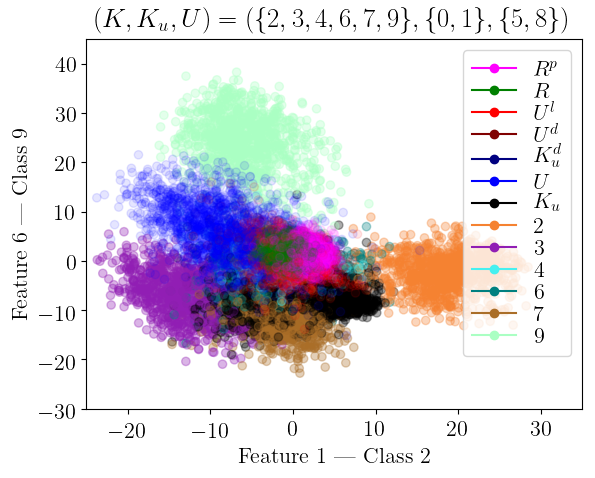 (K, K_u, U) = ({2, 3, 4, 6, 7, 9}, {0, 1}, {5, 8})
40
30
20
10
0
−10
−20
−30
Feature 6 — Class 9
R^p
R
U^l
U^d
K_u^d
U
K_u
2
3
4
6
7
9
−20 −10 0 10 20 30
Feature 1 — Class 2